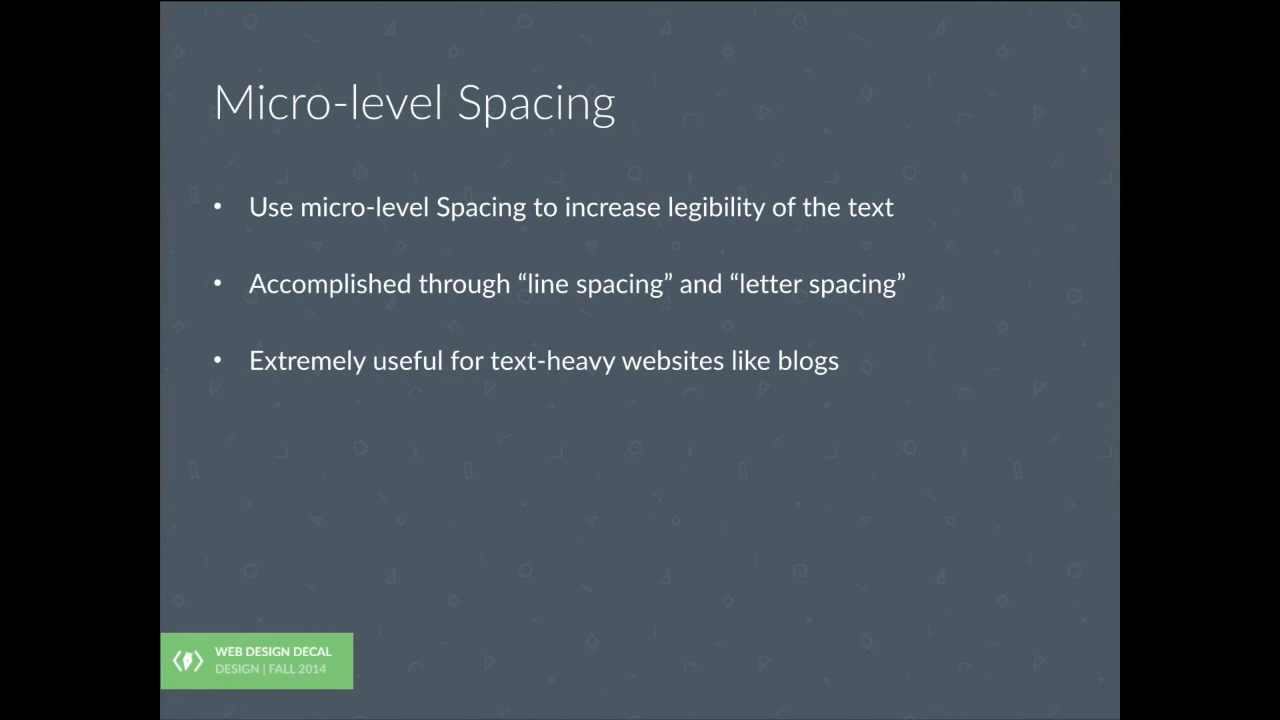 Micro-level Spacing
• Use micro-level Spacing to increase legibility of the text
• Accomplished through “line spacing” and “letter spacing”
• Extremely useful for text-heavy websites like blogs
WEB DESIGN DECAL
DESIGN | FALL 2014